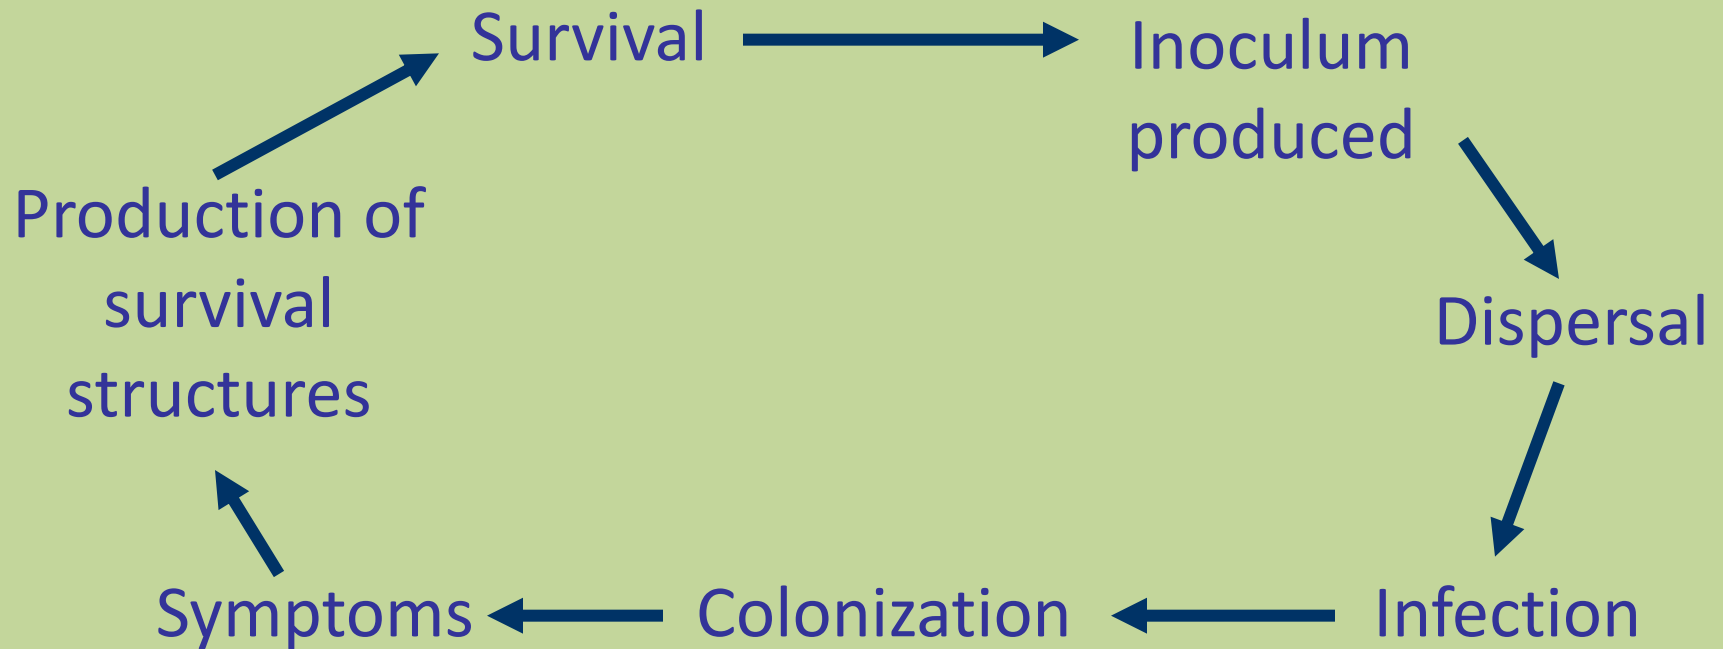 Survival
Inoculum
produced
Dispersal
Infection
Colonization
Symptoms
Production of
survival
structures